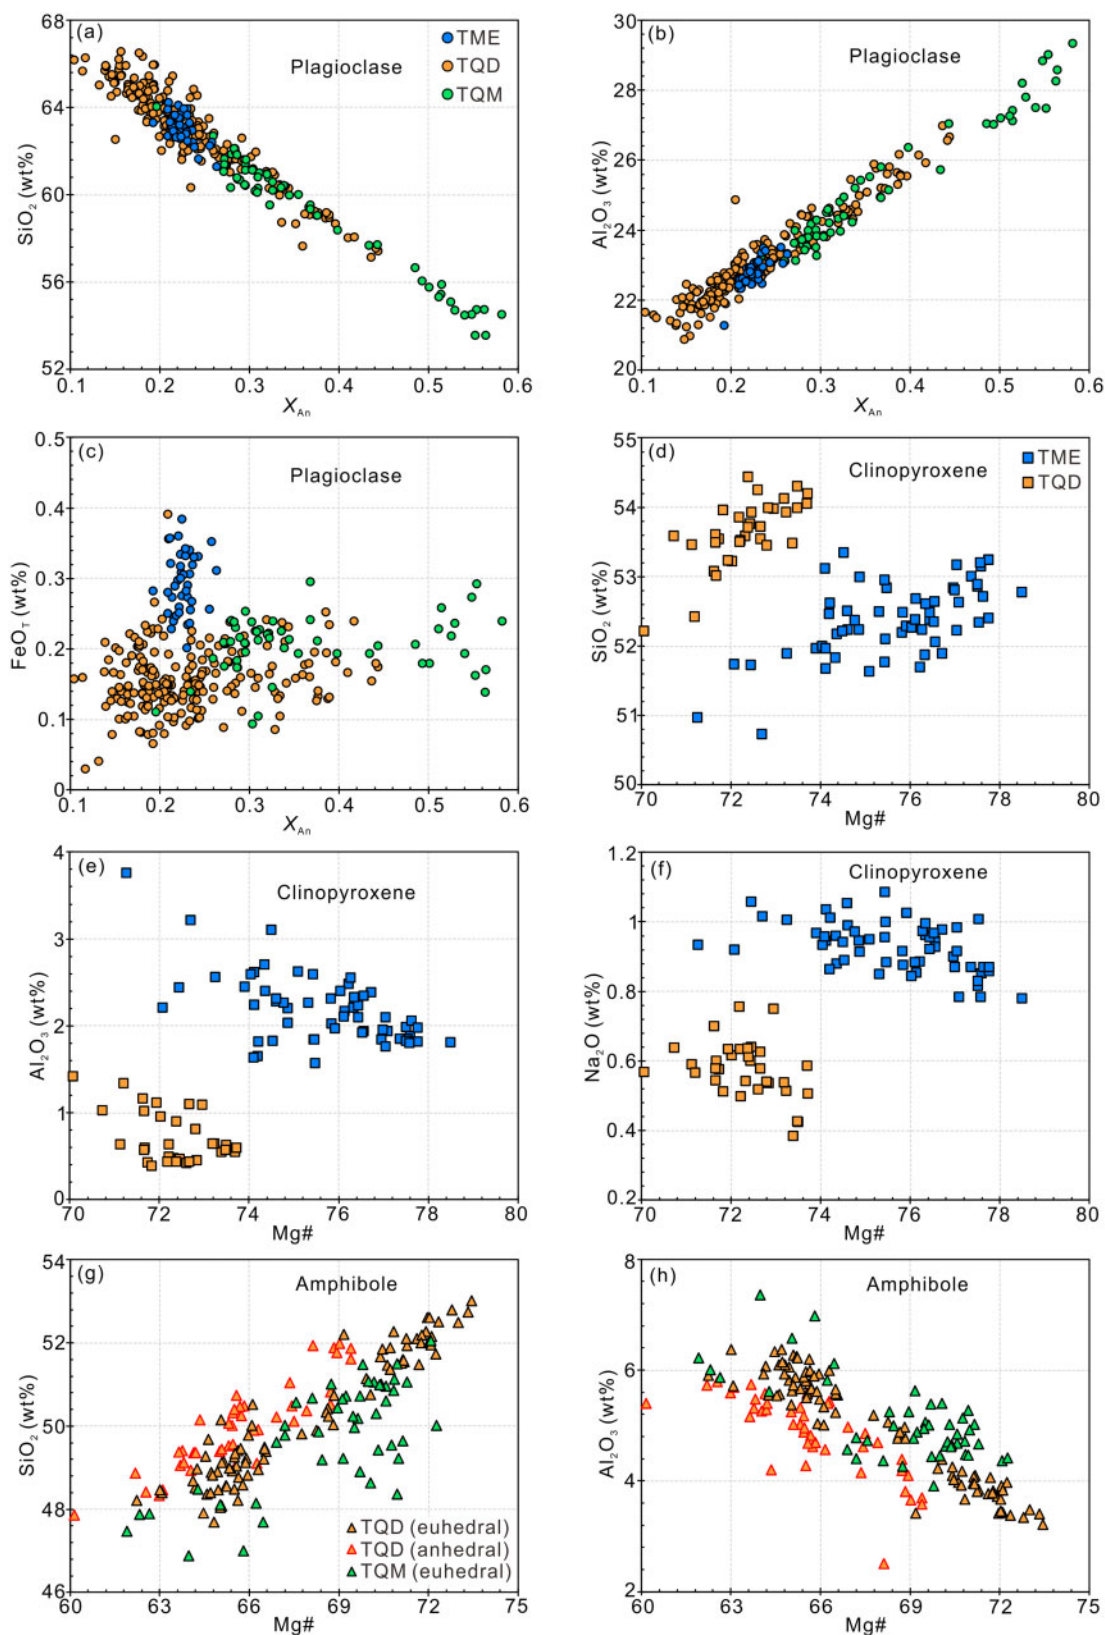 (a)
Plagioclase
TME
TQD
TQM
68
64
60
56
52
SiO₂ (wt%)
0.1 0.2 0.3 0.4 0.5 0.6
X_An
(b)
Plagioclase
30
28
26
24
22
20
Al₂O₃ (wt%)
0.1 0.2 0.3 0.4 0.5 0.6
X_An
(c)
Plagioclase
0.5
0.4
0.3
0.2
0.1
0
FeO_T (wt%)
0.1 0.2 0.3 0.4 0.5 0.6
X_An
(d)
Clinopyroxene
TME
TQD
55
54
53
52
51
50
SiO₂ (wt%)
70 72 74 76 78 80
Mg#
(e)
Clinopyroxene
4
3
2
1
0
Al₂O₃ (wt%)
70 72 74 76 78 80
Mg#
(f)
Clinopyroxene
1.2
1
0.8
0.6
0.4
0.2
Na₂O (wt%)
70 72 74 76 78 80
Mg#
(g)
Amphibole
54
52
50
48
46
SiO₂ (wt%)
TQD (euhedral)
TQD (anhedral)
TQM (euhedral)
60 63 66 69 72 75
Mg#
(h)
Amphibole
8
6
4
2
Al₂O₃ (wt%)
60 63 66 69 72 75
Mg#